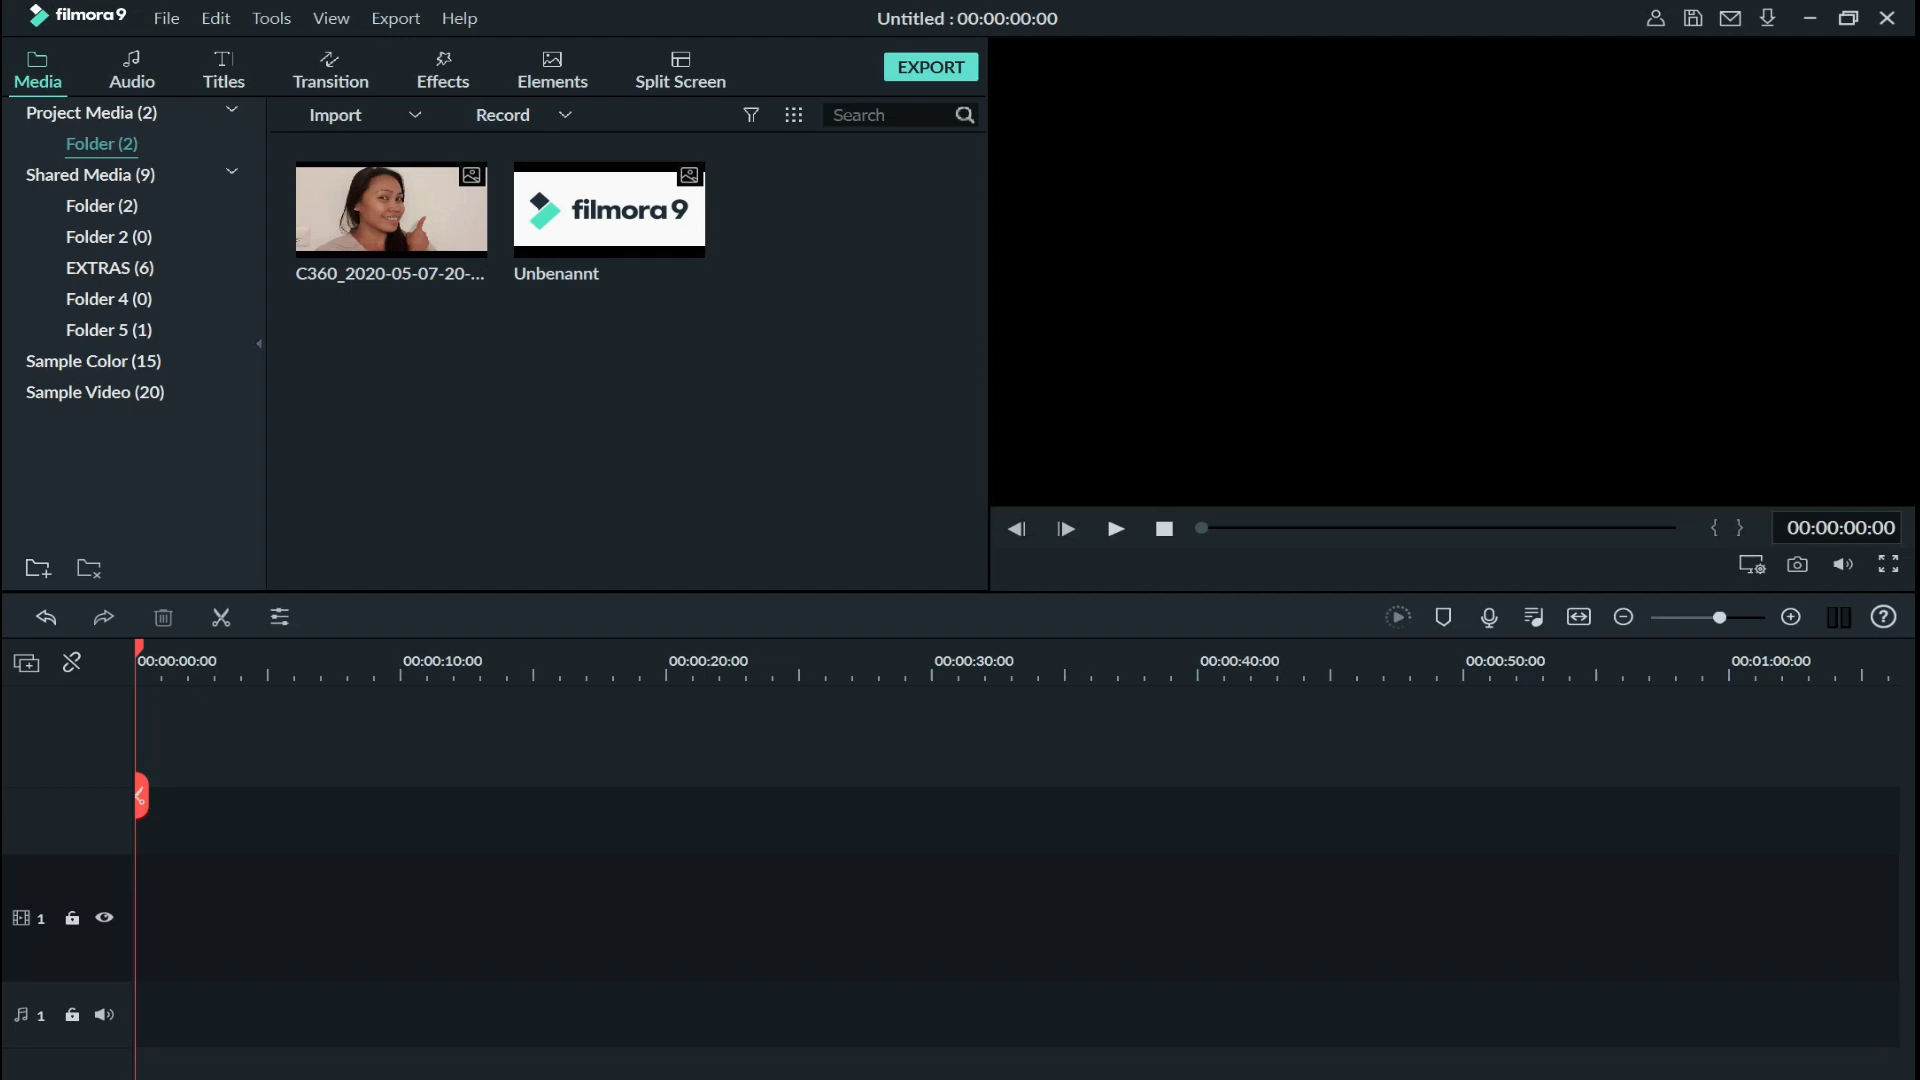 filmora9 File Edit Tools View Export Help Untitled : 00:00:00:00
Media Audio Titles Transition Effects Elements Split Screen EXPORT
Project Media (2)
Folder (2)
Shared Media (9)
Folder (2)
Folder 2 (0)
EXTRAS (6)
Folder 4 (0)
Folder 5 (1)
Sample Color (15)
Sample Video (20)
Import Record Search
filmora9
C360_2020-05-07-20-... Unbenannt
{ } 00:00:00:00
00:00:00:00 00:00:10:00 00:00:20:00 00:00:30:00 00:00:40:00 00:00:50:00 00:01:00:00
1
1